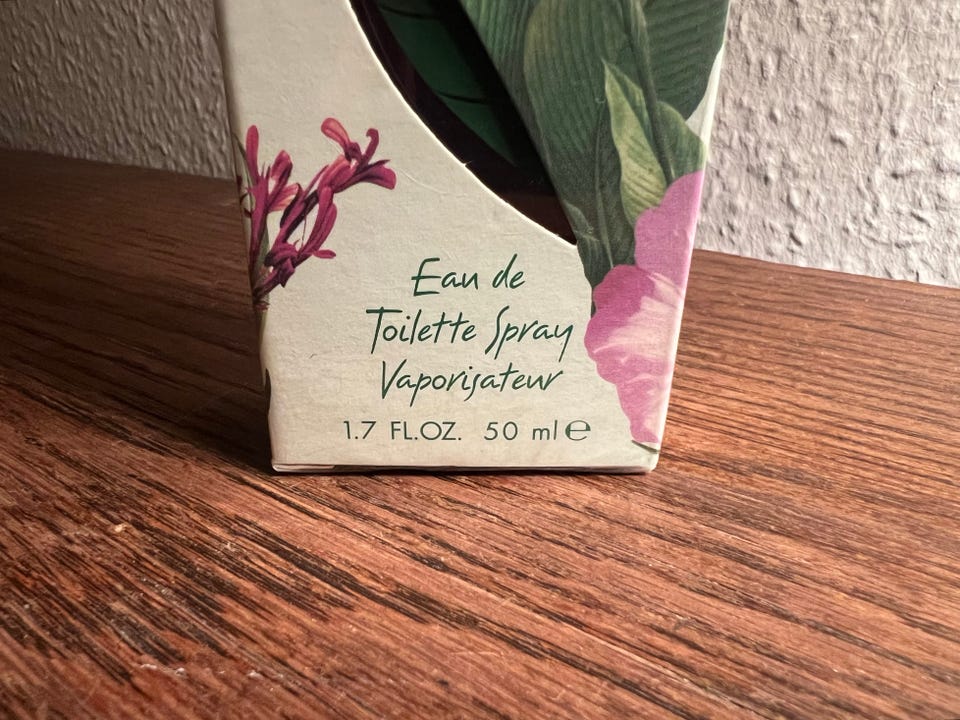 Eau de
Toilette Spray
Vaporisateur
1.7 FL.OZ. 50 ml ℮